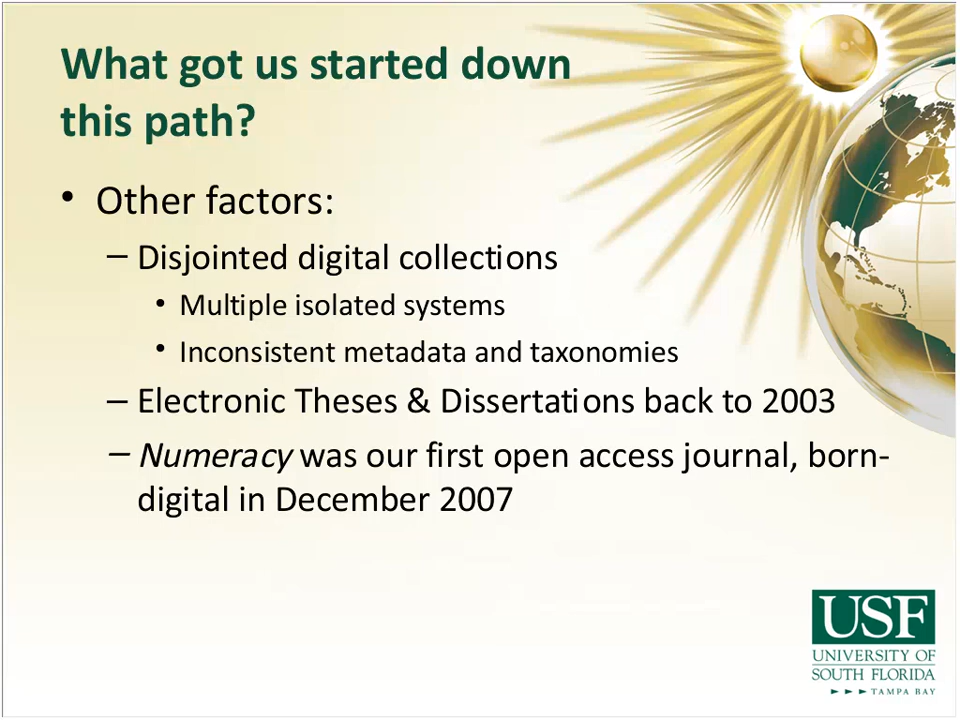 What got us started down
this path?
• Other factors:
– Disjointed digital collections
• Multiple isolated systems
• Inconsistent metadata and taxonomies
– Electronic Theses & Dissertations back to 2003
– Numeracy was our first open access journal, born-
digital in December 2007
USF
UNIVERSITY OF
SOUTH FLORIDA
TAMPA BAY